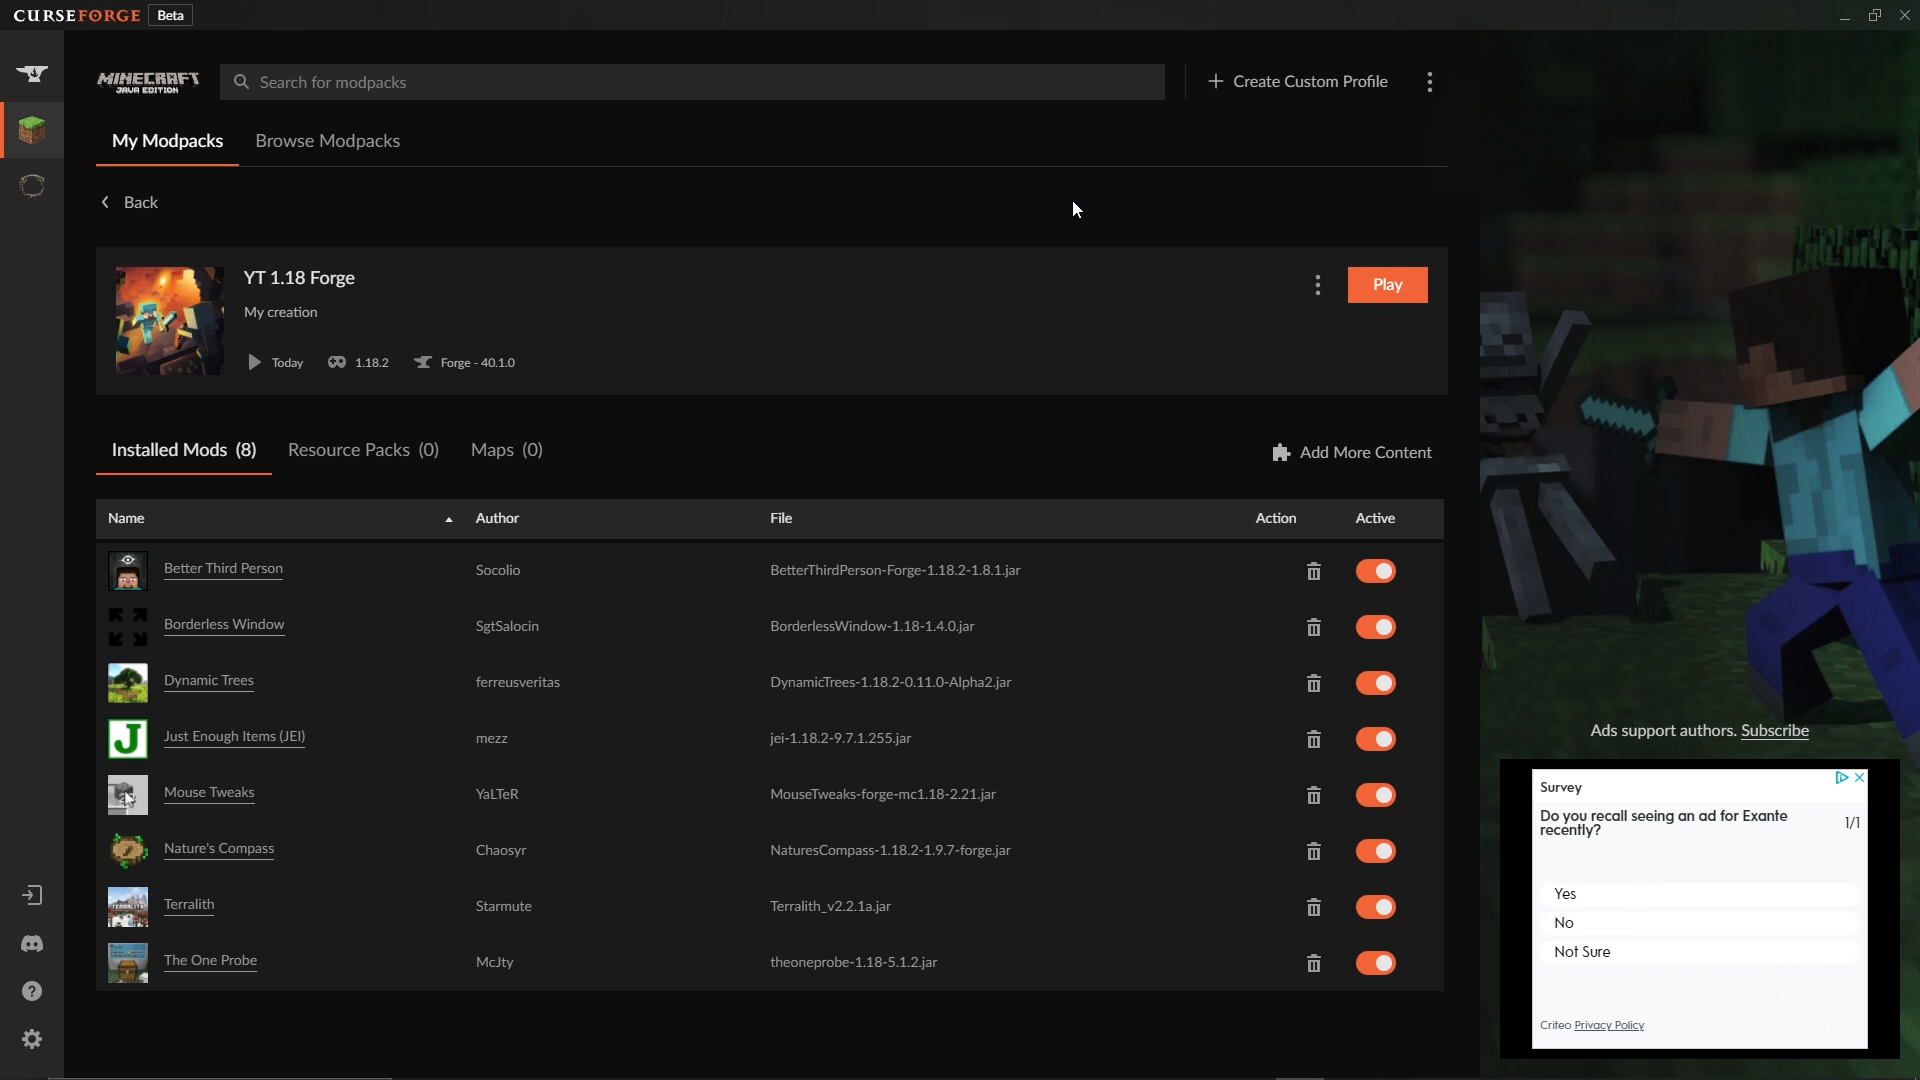 CURSEFORGE Beta
MINECRAFT
JAVA EDITION
Search for modpacks
Create Custom Profile
My Modpacks
Browse Modpacks
Back
YT 1.18 Forge
My creation
Play
Today
1.18.2
Forge - 40.1.0
Installed Mods (8)
Resource Packs (0)
Maps (0)
Add More Content
Name Author File Action Active
Better Third Person Socolio BetterThirdPerson-Forge-1.18.2-1.8.1.jar
Borderless Window SgtSalocin BorderlessWindow-1.18-1.4.0.jar
Dynamic Trees ferreusveritas DynamicTrees-1.18.2-0.11.0-Alpha2.jar
J Just Enough Items (JEI) mezz jei-1.18.2-9.7.1.255.jar
Mouse Tweaks YaLTeR MouseTweaks-forge-mc1.18-2.21.jar
Nature's Compass Chaosyr NaturesCompass-1.18.2-1.9.7-forge.jar
TERRALITH Terralith Starmute Terralith_v2.2.1a.jar
The One Probe McJty theoneprobe-1.18-5.1.2.jar
Ads support authors. Subscribe
Survey
Do you recall seeing an ad for Exante
recently?
1/1
Yes
No
Not Sure
Criteo Privacy Policy